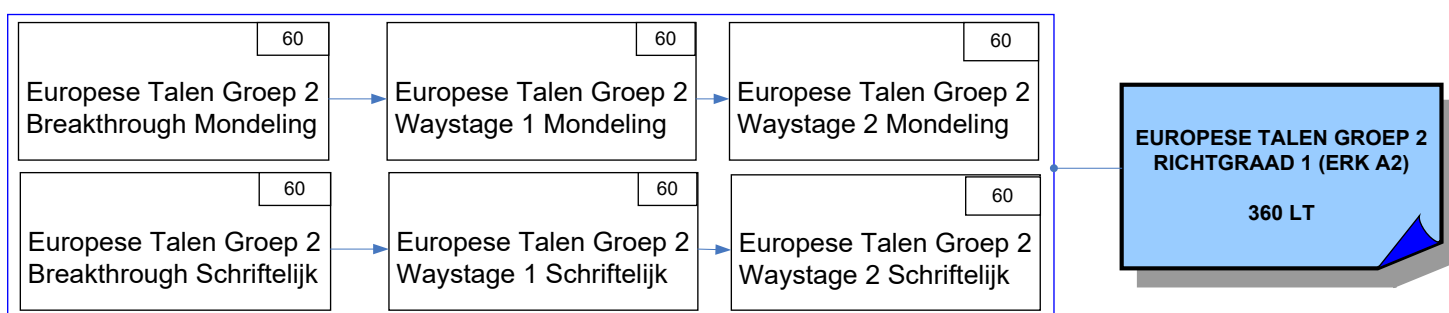 60
Europese Talen Groep 2
Breakthrough Mondeling
60
Europese Talen Groep 2
Waystage 1 Mondeling
60
Europese Talen Groep 2
Waystage 2 Mondeling
60
Europese Talen Groep 2
Breakthrough Schriftelijk
60
Europese Talen Groep 2
Waystage 1 Schriftelijk
60
Europese Talen Groep 2
Waystage 2 Schriftelijk
EUROPESE TALEN GROEP 2
RICHTGRAAD 1 (ERK A2)
360 LT